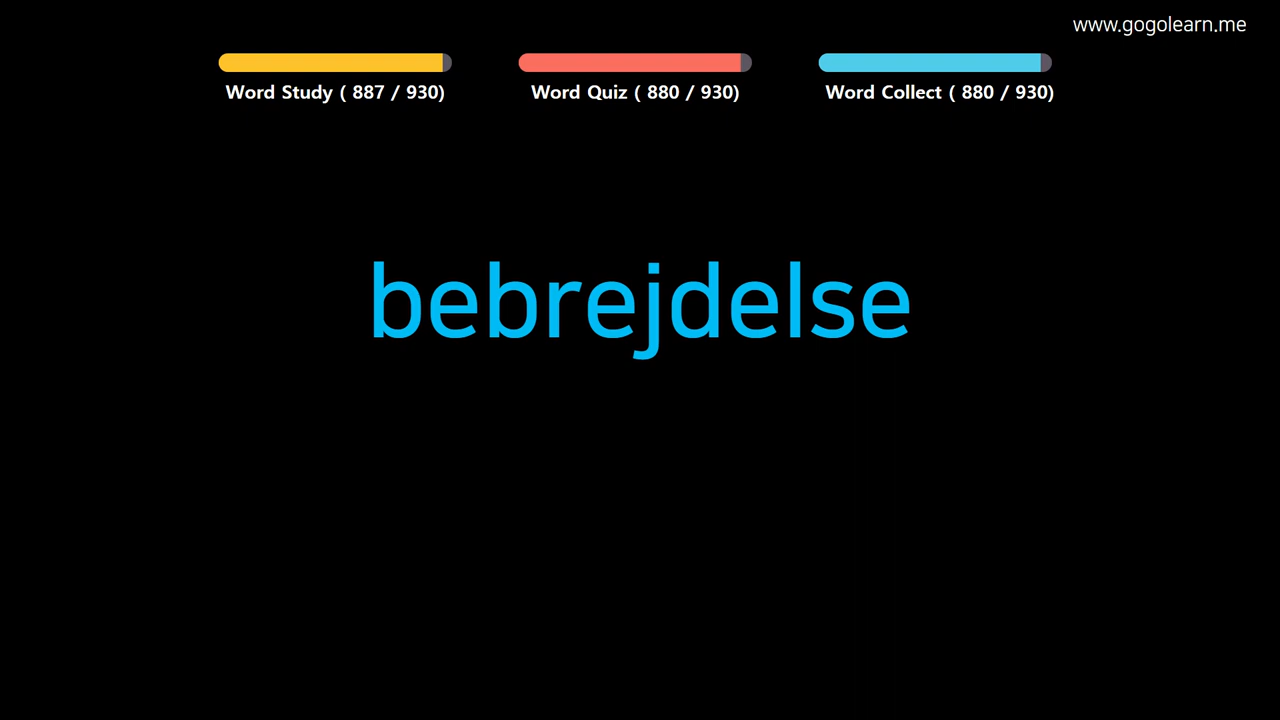 www.gogolearn.me
Word Study ( 887 / 930)
Word Quiz ( 880 / 930)
Word Collect ( 880 / 930)
bebrejdelse